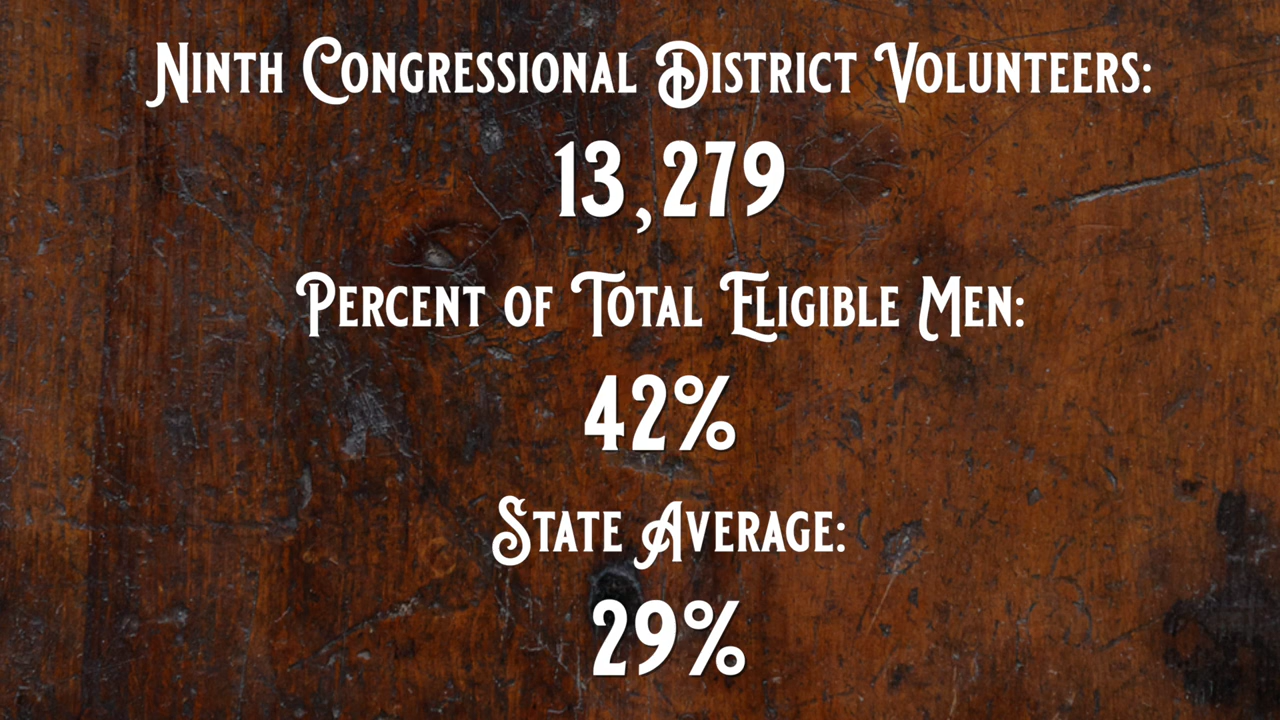 Ninth Congressional District Volunteers:
13,279
Percent of Total Eligible Men:
42%
State Average:
29%